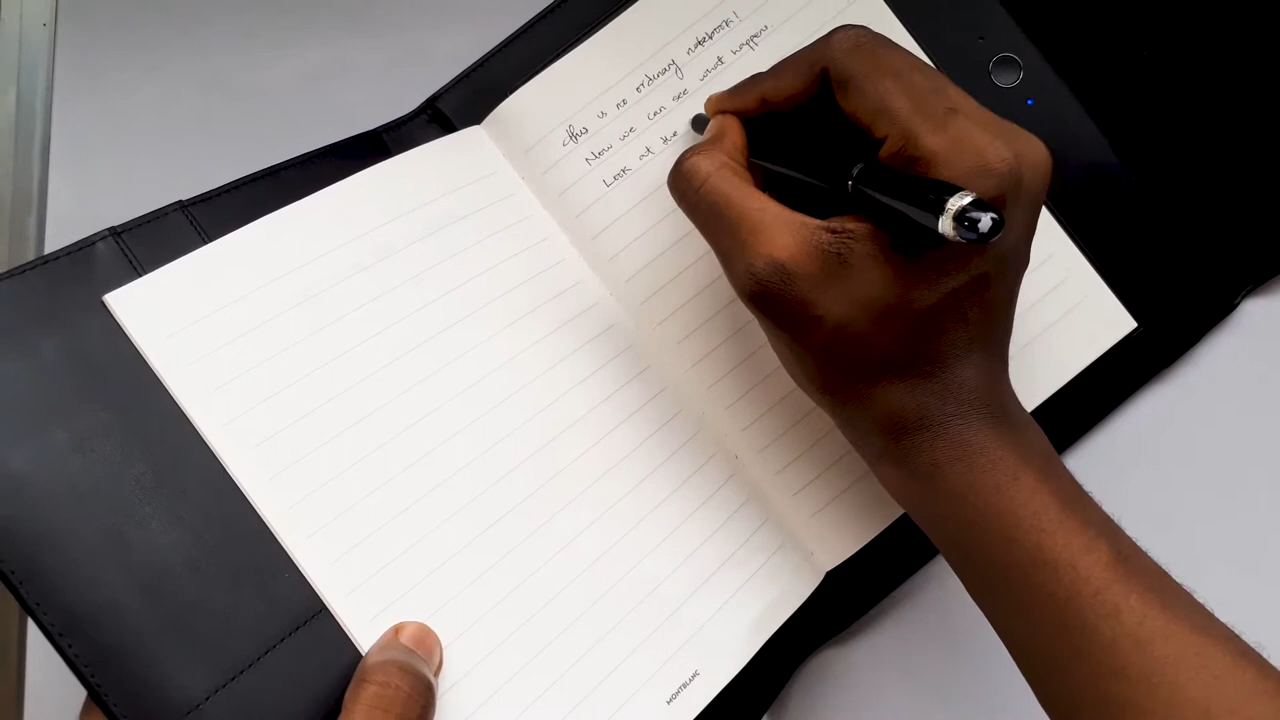 this is no ordinary notebook!
Now we can see what happens.
Look at the
MONTBLANC